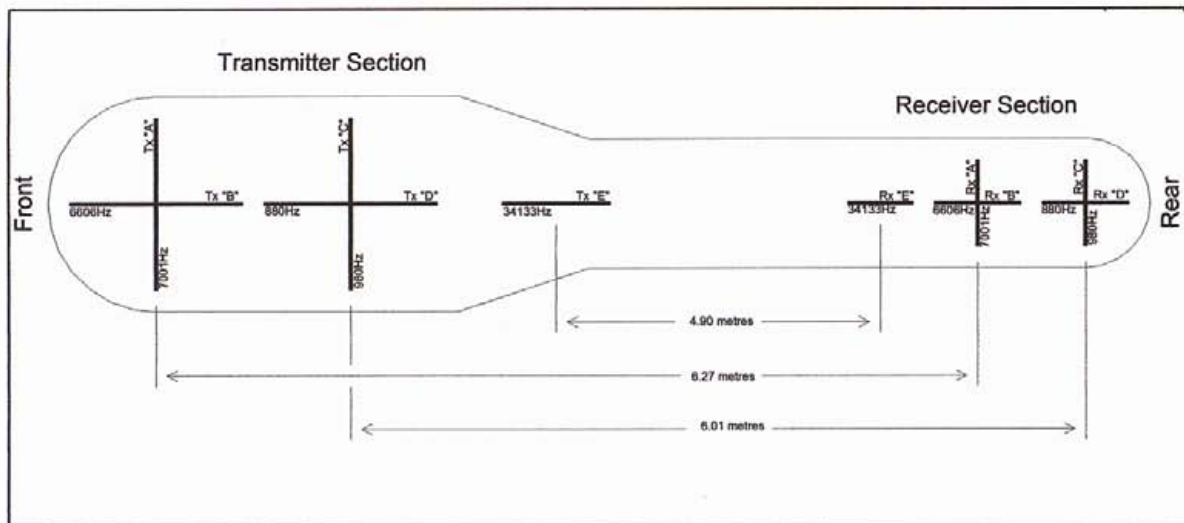 Transmitter Section
Receiver Section
Front
Rear
Tx "A"
Tx "B"
6606Hz
7001Hz
Tx "C"
Tx "D"
880Hz
980Hz
Tx "E"
34133Hz
Rx "E"
34133Hz
Rx "A"
Rx "B"
6606Hz
7001Hz
Rx "C"
Rx "D"
880Hz
980Hz
4.90 metres
6.27 metres
6.01 metres